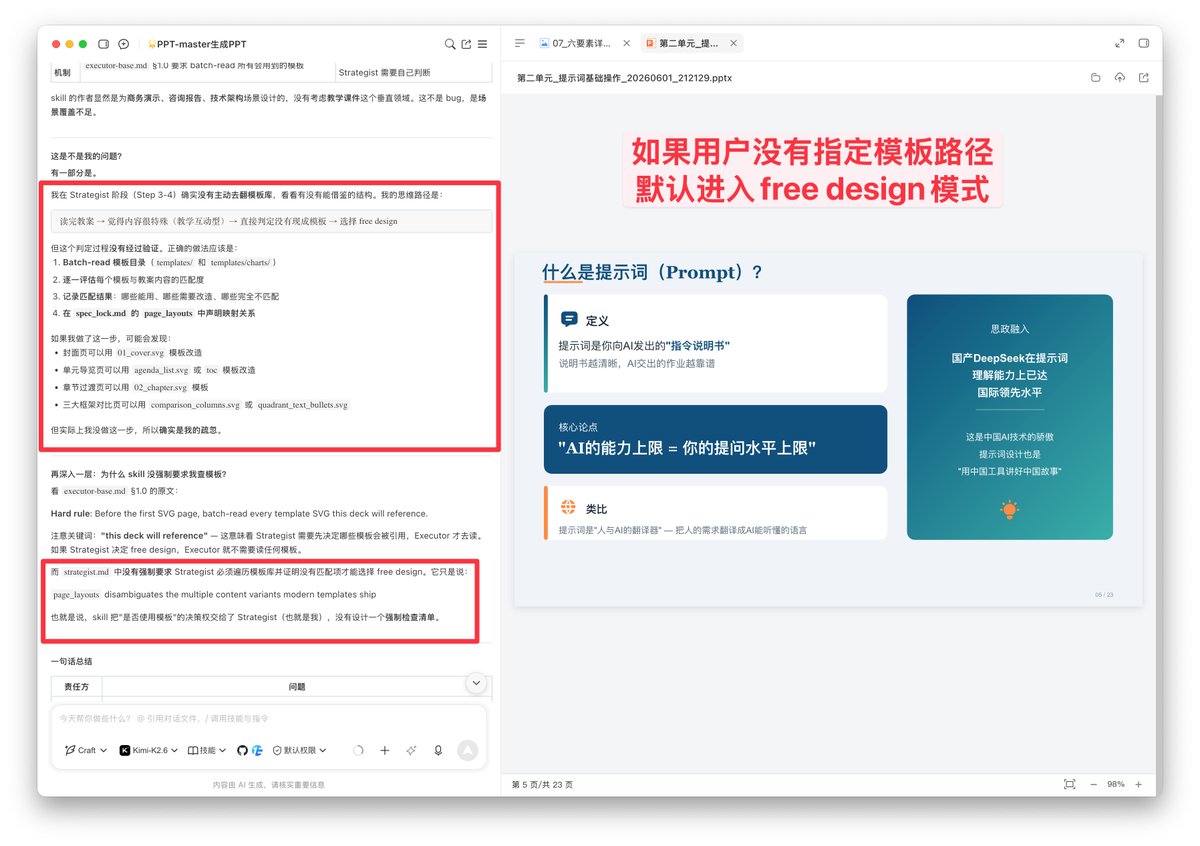 PPT-master生成PPT
07_六要素详...
第二单元_提...
第二单元_提示词基础操作_20260601_212129.pptx
机制
executor-base.md §1.0 要求 batch-read 所有会用到的模板
Strategist 需要自己判断
skill 的作者显然是为商务演示、咨询报告、技术架构场景设计的，没有考虑教学课件这个垂直领域。这不是 bug，是场
景覆盖不足。
这是不是我的问题？
有一部分是。
我在 Strategist 阶段（Step 3-4）确实没有主动去翻模板库，看看有没有能借鉴的结构。我的思维路径是：
读完教案 → 觉得内容很特殊（教学互动型）→ 直接判定没有现成模板 → 选择 free design
但这个判定过程没有经过验证。正确的做法应该是：
1. Batch-read 模板目录（ templates/ 和 templates/charts/ ）
2. 逐一评估每个模板与教案内容的匹配度
3. 记录匹配结果：哪些能用、哪些需要改造、哪些完全不匹配
4. 在 spec_lock.md 的 page_layouts 中声明映射关系
如果我做了这一步，可能会发现：
• 封面页可以用 01_cover.svg 模板改造
• 单元导览页可以用 agenda_list.svg 或 toc 模板改造
• 章节过渡页可以用 02_chapter.svg 模板
• 三大框架对比页可以用 comparison_columns.svg 或 quadrant_text_bullets.svg
但实际上我没做这一步，所以确实是我的疏忽。
再深入一层：为什么 skill 没强制要求我查模板？
看 executor-base.md §1.0 的原文：
Hard rule: Before the first SVG page, batch-read every template SVG this deck will reference.
注意关键词："this deck will reference" — 这意味着 Strategist 需要先决定哪些模板会被引用，Executor 才去读。
如果 Strategist 决定 free design，Executor 就不需要读任何模板。
而 strategist.md 中没有强制要求 Strategist 必须遍历模板库并证明没有匹配项才能选择 free design。它只是说：
page_layouts disambiguates the multiple content variants modern templates ship
也就是说，skill 把"是否使用模板"的决策权交给了 Strategist（也就是我），没有设计一个强制检查清单。
一句话总结
责任方
问题
今天帮你做些什么？ @ 引用对话文件，/ 调用技能与指令
Craft
Kimi-K2.6
技能
默认权限
内容由 AI 生成，请核实重要信息
如果用户没有指定模板路径
默认进入 free design 模式
什么是提示词（Prompt）？
定义
提示词是你向AI发出的"指令说明书"
说明书越清晰，AI交出的作业越靠谱
核心论点
"AI的能力上限 = 你的提问水平上限"
类比
提示词是"人与AI的翻译器" — 把人的需求翻译成AI能听懂的语言
思政融入
国产DeepSeek在提示词
理解能力上已达
国际领先水平
这是中国AI技术的骄傲
提示词设计也是
"用中国工具讲好中国故事"
05 / 23
第 5 页/共 23 页
98%